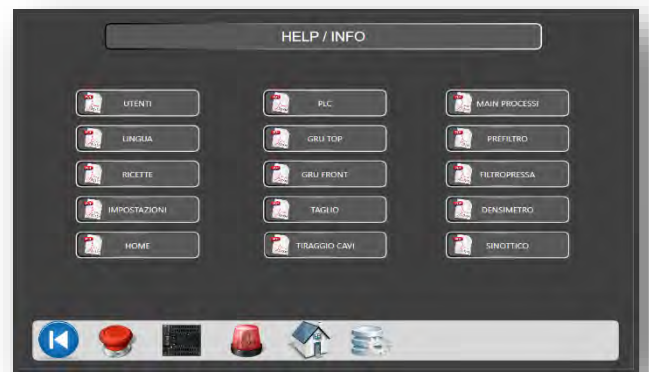 HELP / INFO
UTENTI
PLC
MAIN PROCESSI
LINGUA
GRU TOP
PREFILTRO
RICETTE
GRU FRONT
FILTROPRESSA
IMPOSTAZIONI
TAGLIO
DENSIMETRO
HOME
TIRAGGIO CAVI
SINOTTICO